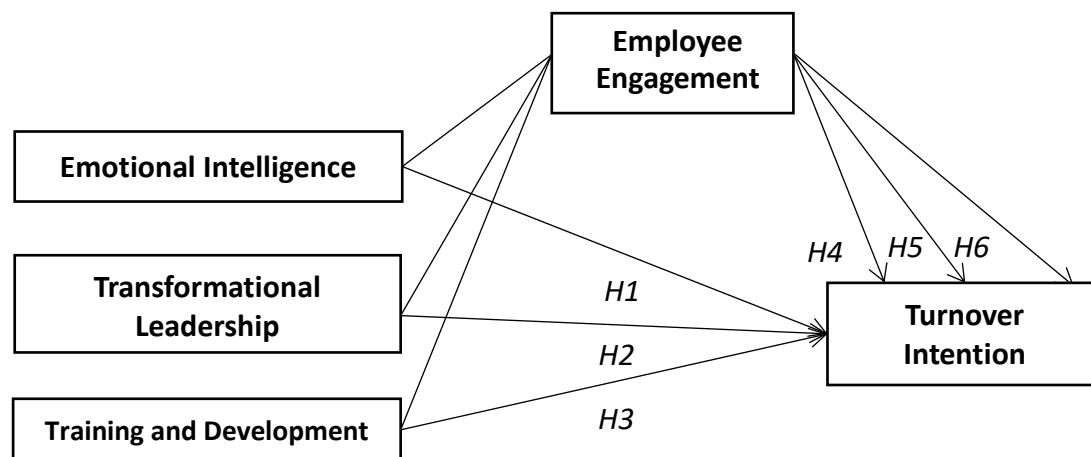 Employee
Engagement
Emotional Intelligence
H4
H5
H6
Transformational
Leadership
H1
Turnover
Intention
H2
Training and Development
H3